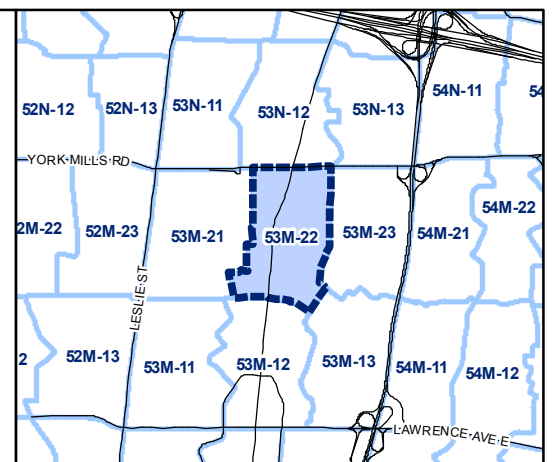 54N-11
54
52N-12
52N-13
53N-11
53N-12
53N-13
YORK MILLS RD
54M-22
2M-22
52M-23
53M-21
53M-22
53M-23
54M-21
LESLIE ST
2
52M-13
53M-11
53M-12
53M-13
54M-11
54M-12
LAWRENCE AVE E